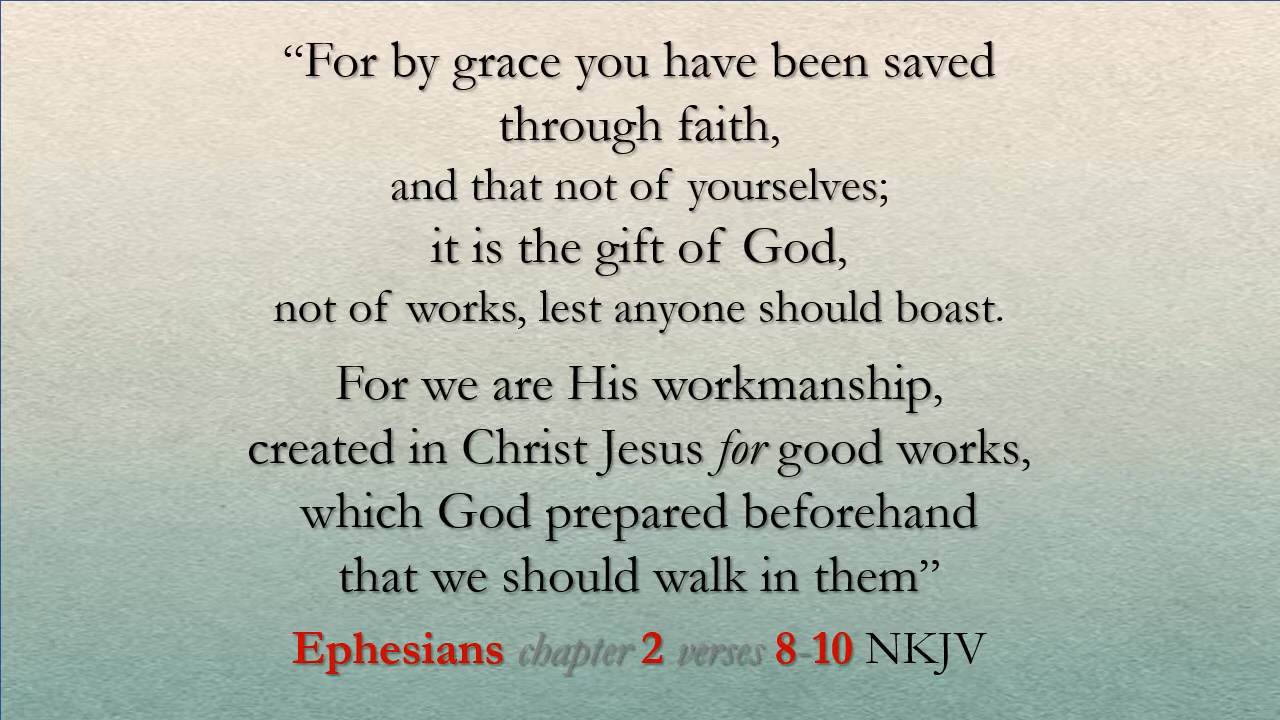 “For by grace you have been saved
through faith,
and that not of yourselves;
it is the gift of God,
not of works, lest anyone should boast.
For we are His workmanship,
created in Christ Jesus for good works,
which God prepared beforehand
that we should walk in them”
Ephesians chapter 2 verses 8-10 NKJV